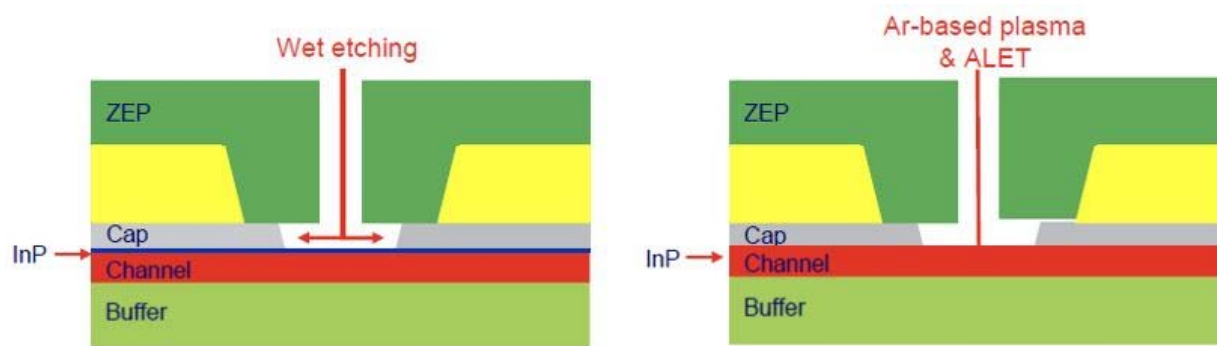 Wet etching
ZEP
Cap
InP
Channel
Buffer
Ar-based plasma
& ALET
ZEP
Cap
InP
Channel
Buffer